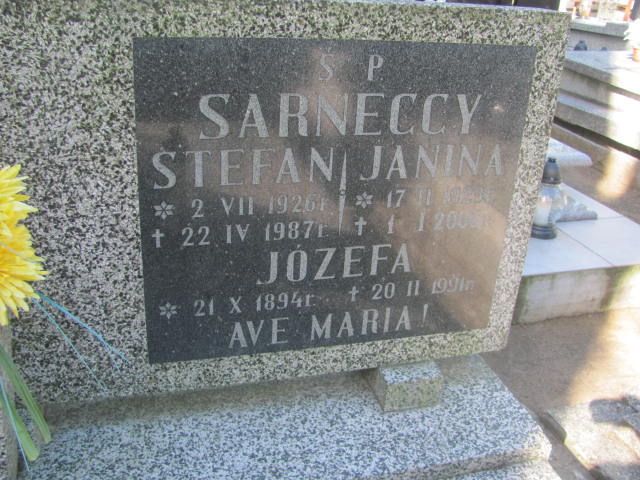 Ś P
SARNECCY
STEFAN JANINA
* 2 VII 1926r. * 17 II
+ 22 IV 1987r. + 1 I
JÓZEFA
* 21 X 1894r. + 20 II 1991r.
AVE MARIA!